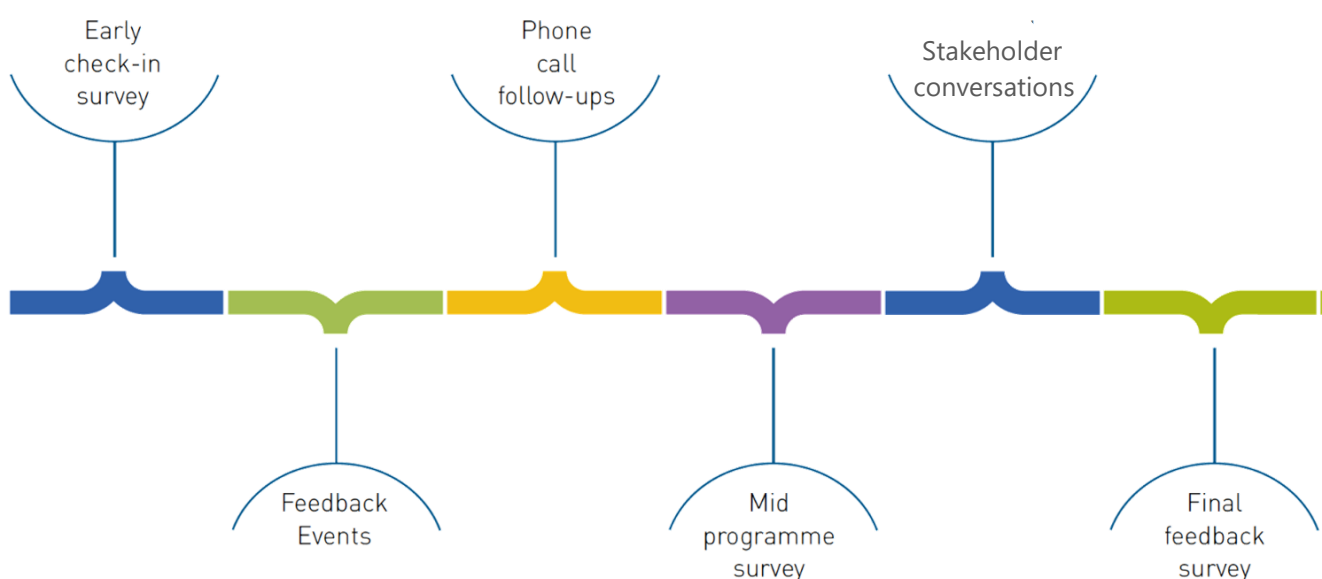 Early
check-in
survey
Feedback
Events
Phone
call
follow-ups
Mid
programme
survey
Stakeholder
conversations
Final
feedback
survey